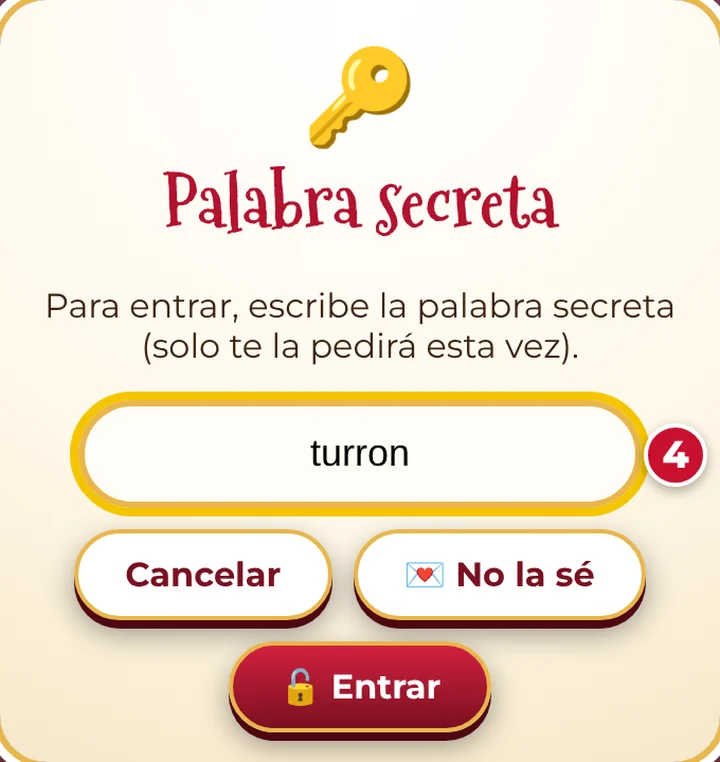 Palabra secreta
Para entrar, escribe la palabra secreta
(solo te la pedirá esta vez).
turron
4
Cancelar
No la sé
Entrar